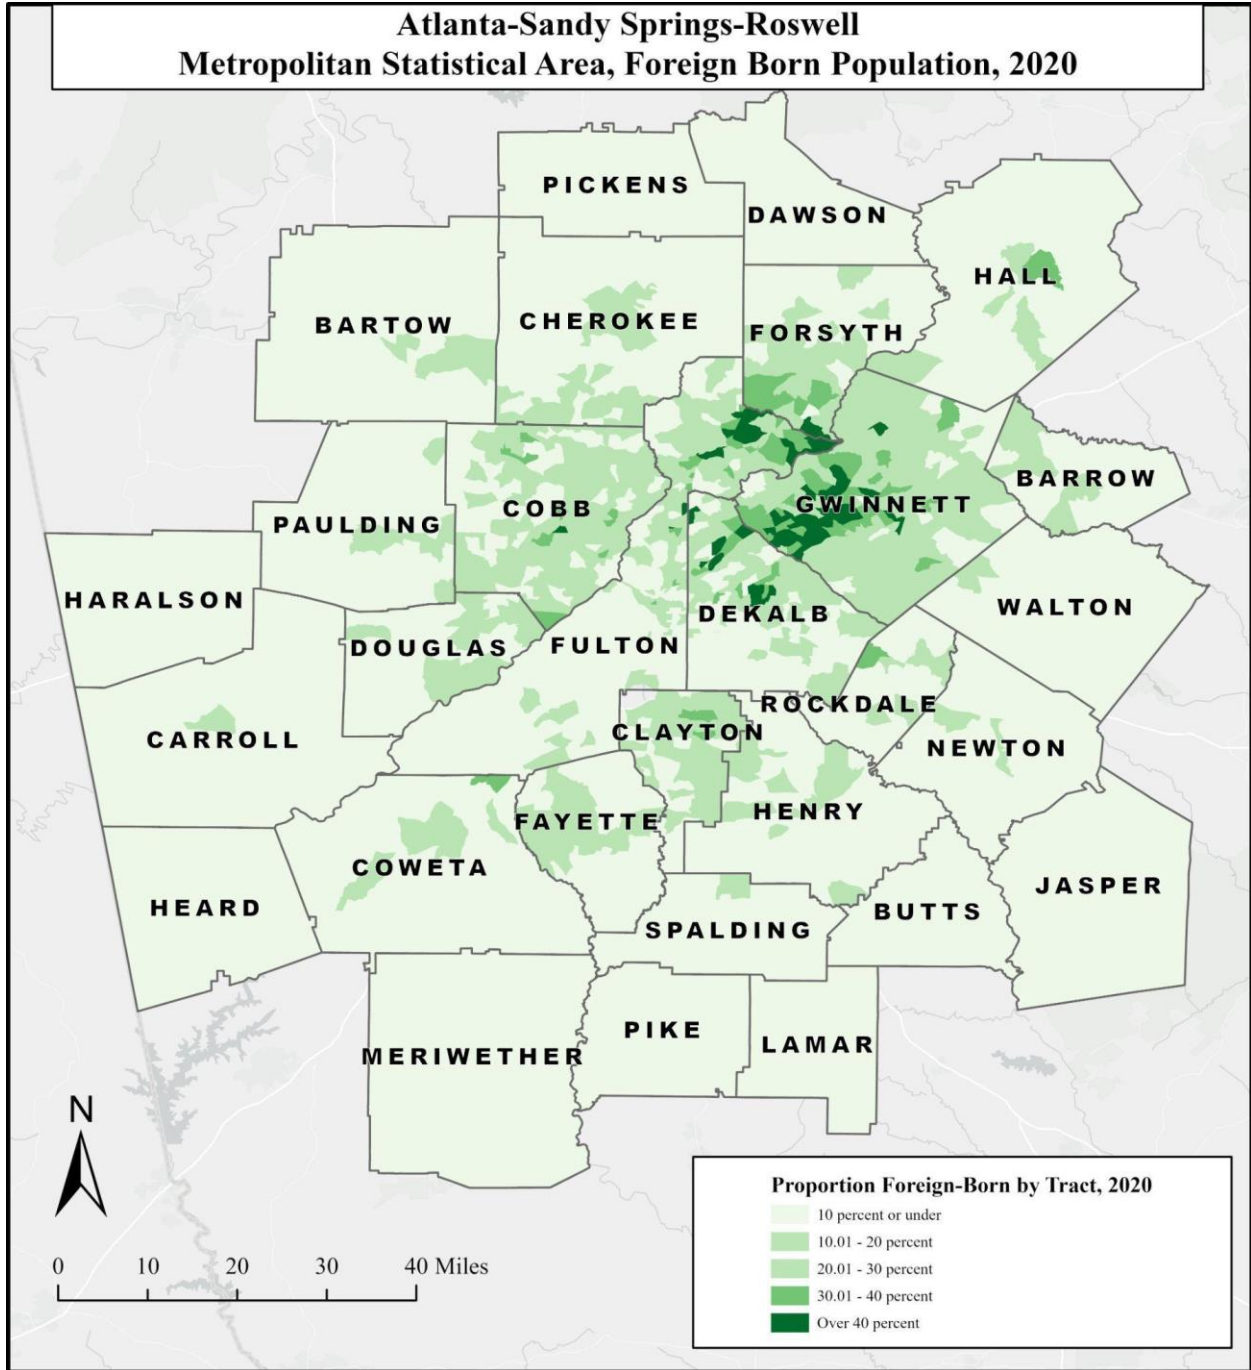 Atlanta-Sandy Springs-Roswell
Metropolitan Statistical Area, Foreign Born Population, 2020
PICKENS
DAWSON
HALL
BARTOW
CHEROKEE
FORSYTH
BARROW
GWINNETT
COBB
PAULDING
HARALSON
WALTON
DEKALB
DOUGLAS
FULTON
ROCKDALE
CARROLL
CLAYTON
NEWTON
HENRY
FAYETTE
COWETA
JASPER
HEARD
BUTTS
SPALDING
PIKE
LAMAR
MERIWETHER
N
0 10 20 30 40 Miles
Proportion Foreign-Born by Tract, 2020
10 percent or under
10.01 - 20 percent
20.01 - 30 percent
30.01 - 40 percent
Over 40 percent